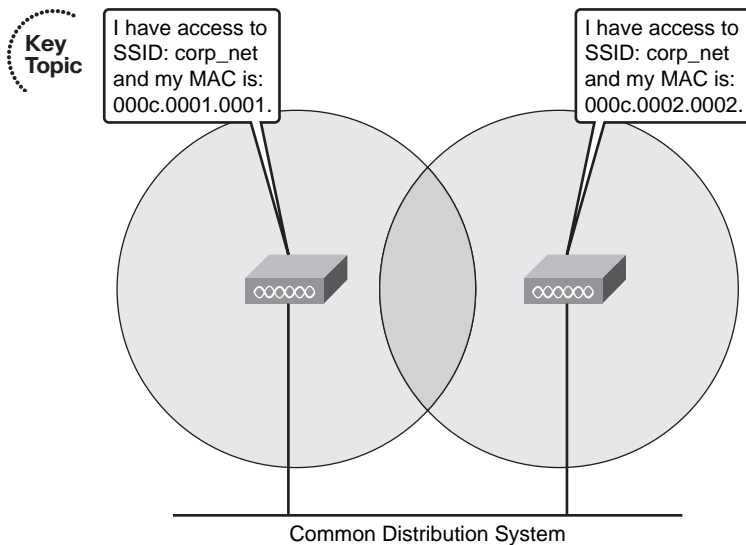 Key
Topic
I have access to
SSID: corp_net
and my MAC is:
000c.0001.0001.
I have access to
SSID: corp_net
and my MAC is:
000c.0002.0002.
Common Distribution System